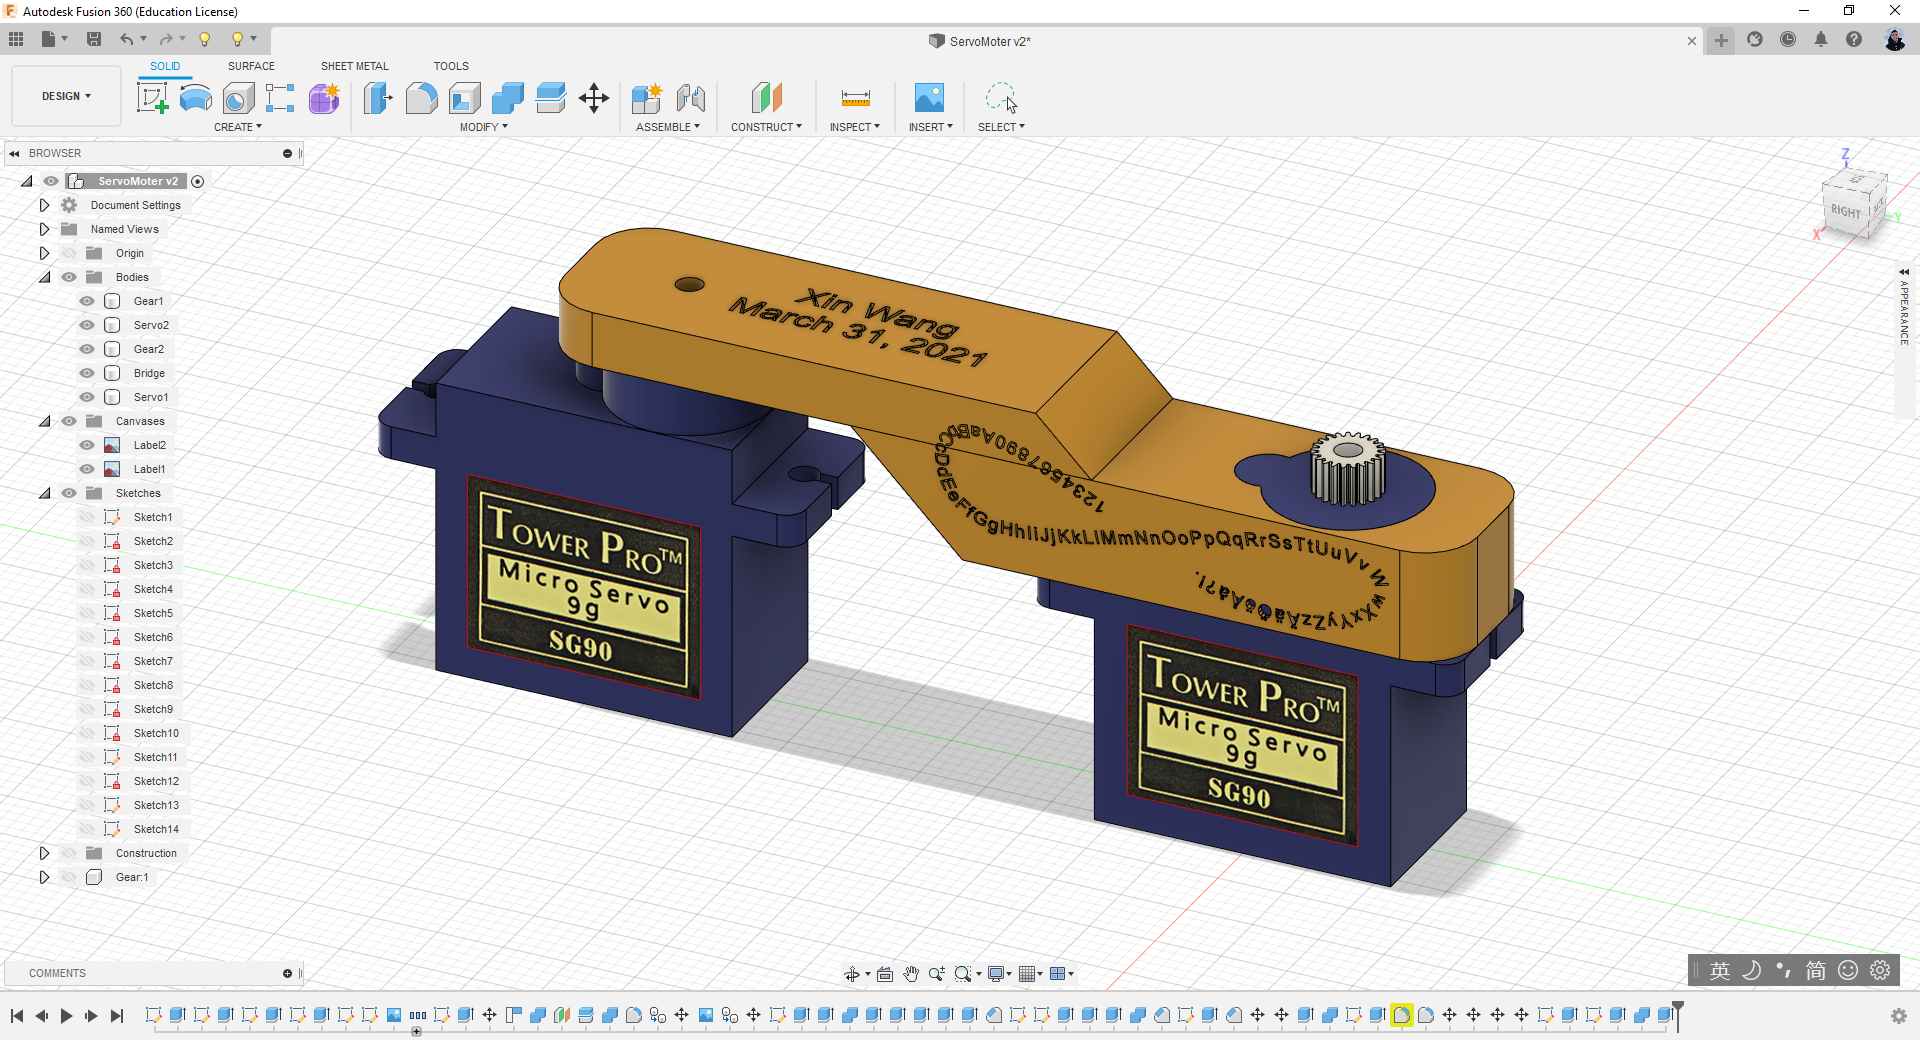 Autodesk Fusion 360 (Education License)
ServoMoter v2*
SOLID
SURFACE
SHEET METAL
TOOLS
DESIGN
CREATE
MODIFY
ASSEMBLE
CONSTRUCT
INSPECT
INSERT
SELECT
BROWSER
ServoMoter v2
Document Settings
Named Views
Origin
Bodies
Gear1
Servo2
Gear2
Bridge
Servo1
Canvases
Label2
Label1
Sketches
Sketch1
Sketch2
Sketch3
Sketch4
Sketch5
Sketch6
Sketch7
Sketch8
Sketch9
Sketch10
Sketch11
Sketch12
Sketch13
Sketch14
Construction
Gear:1
Xin Wang
March 31, 2021
TOWER PRO™
Micro Servo
9g
SG90
TOWER PRO™
Micro Servo
9g
SG90
Z
RIGHT
X
Y
APPEARANCE
COMMENTS
英 简